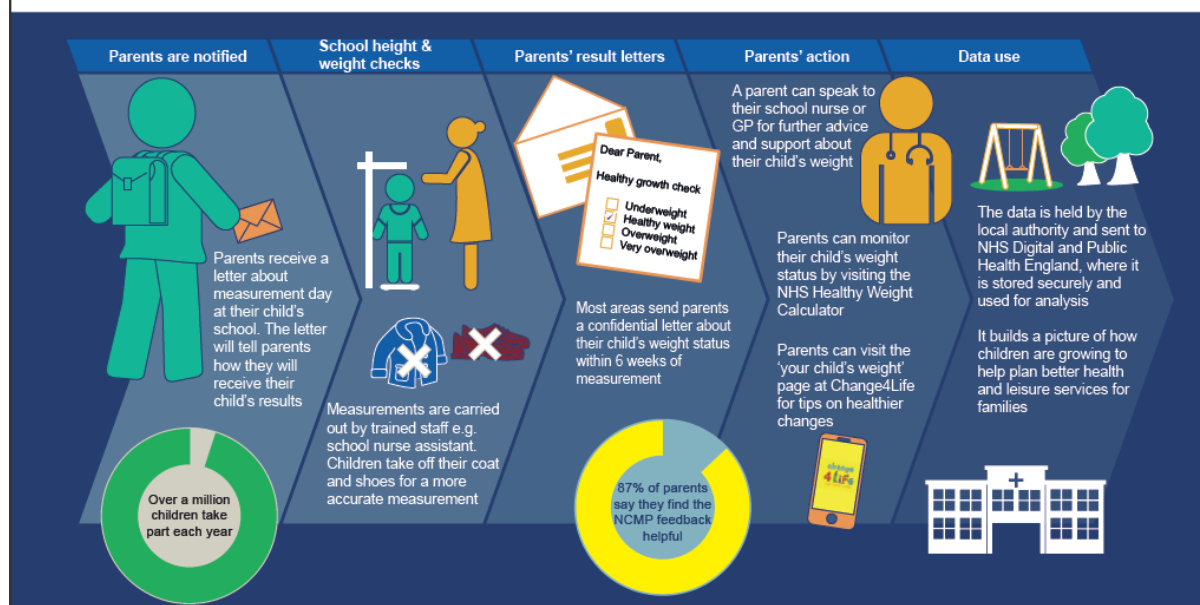 Parents are notified
Parents receive a
letter about
measurement day
at their child's
school. The letter
will tell parents
how they will
receive their
child's results
Over a million
children take
part each year
School height &
weight checks
Measurements are carried
out by trained staff e.g.
school nurse assistant.
Children take off their coat
and shoes for a more
accurate measurement
Parents' result letters
Dear Parent,
Healthy growth check
Underweight
Healthy weight
Overweight
Very overweight
Most areas send parents
a confidential letter about
their child's weight status
within 6 weeks of
measurement
87% of parents
say they find the
NCMP feedback
helpful
Parents' action
A parent can speak to
their school nurse or
GP for further advice
and support about
their child's weight
Parents can monitor
their child's weight
status by visiting the
NHS Healthy Weight
Calculator
Parents can visit the
'your child's weight'
page at Change4Life
for tips on healthier
changes
change
4 Life
Data use
The data is held by the
local authority and sent to
NHS Digital and Public
Health England, where it
is stored securely and
used for analysis
It builds a picture of how
children are growing to
help plan better health
and leisure services for
families